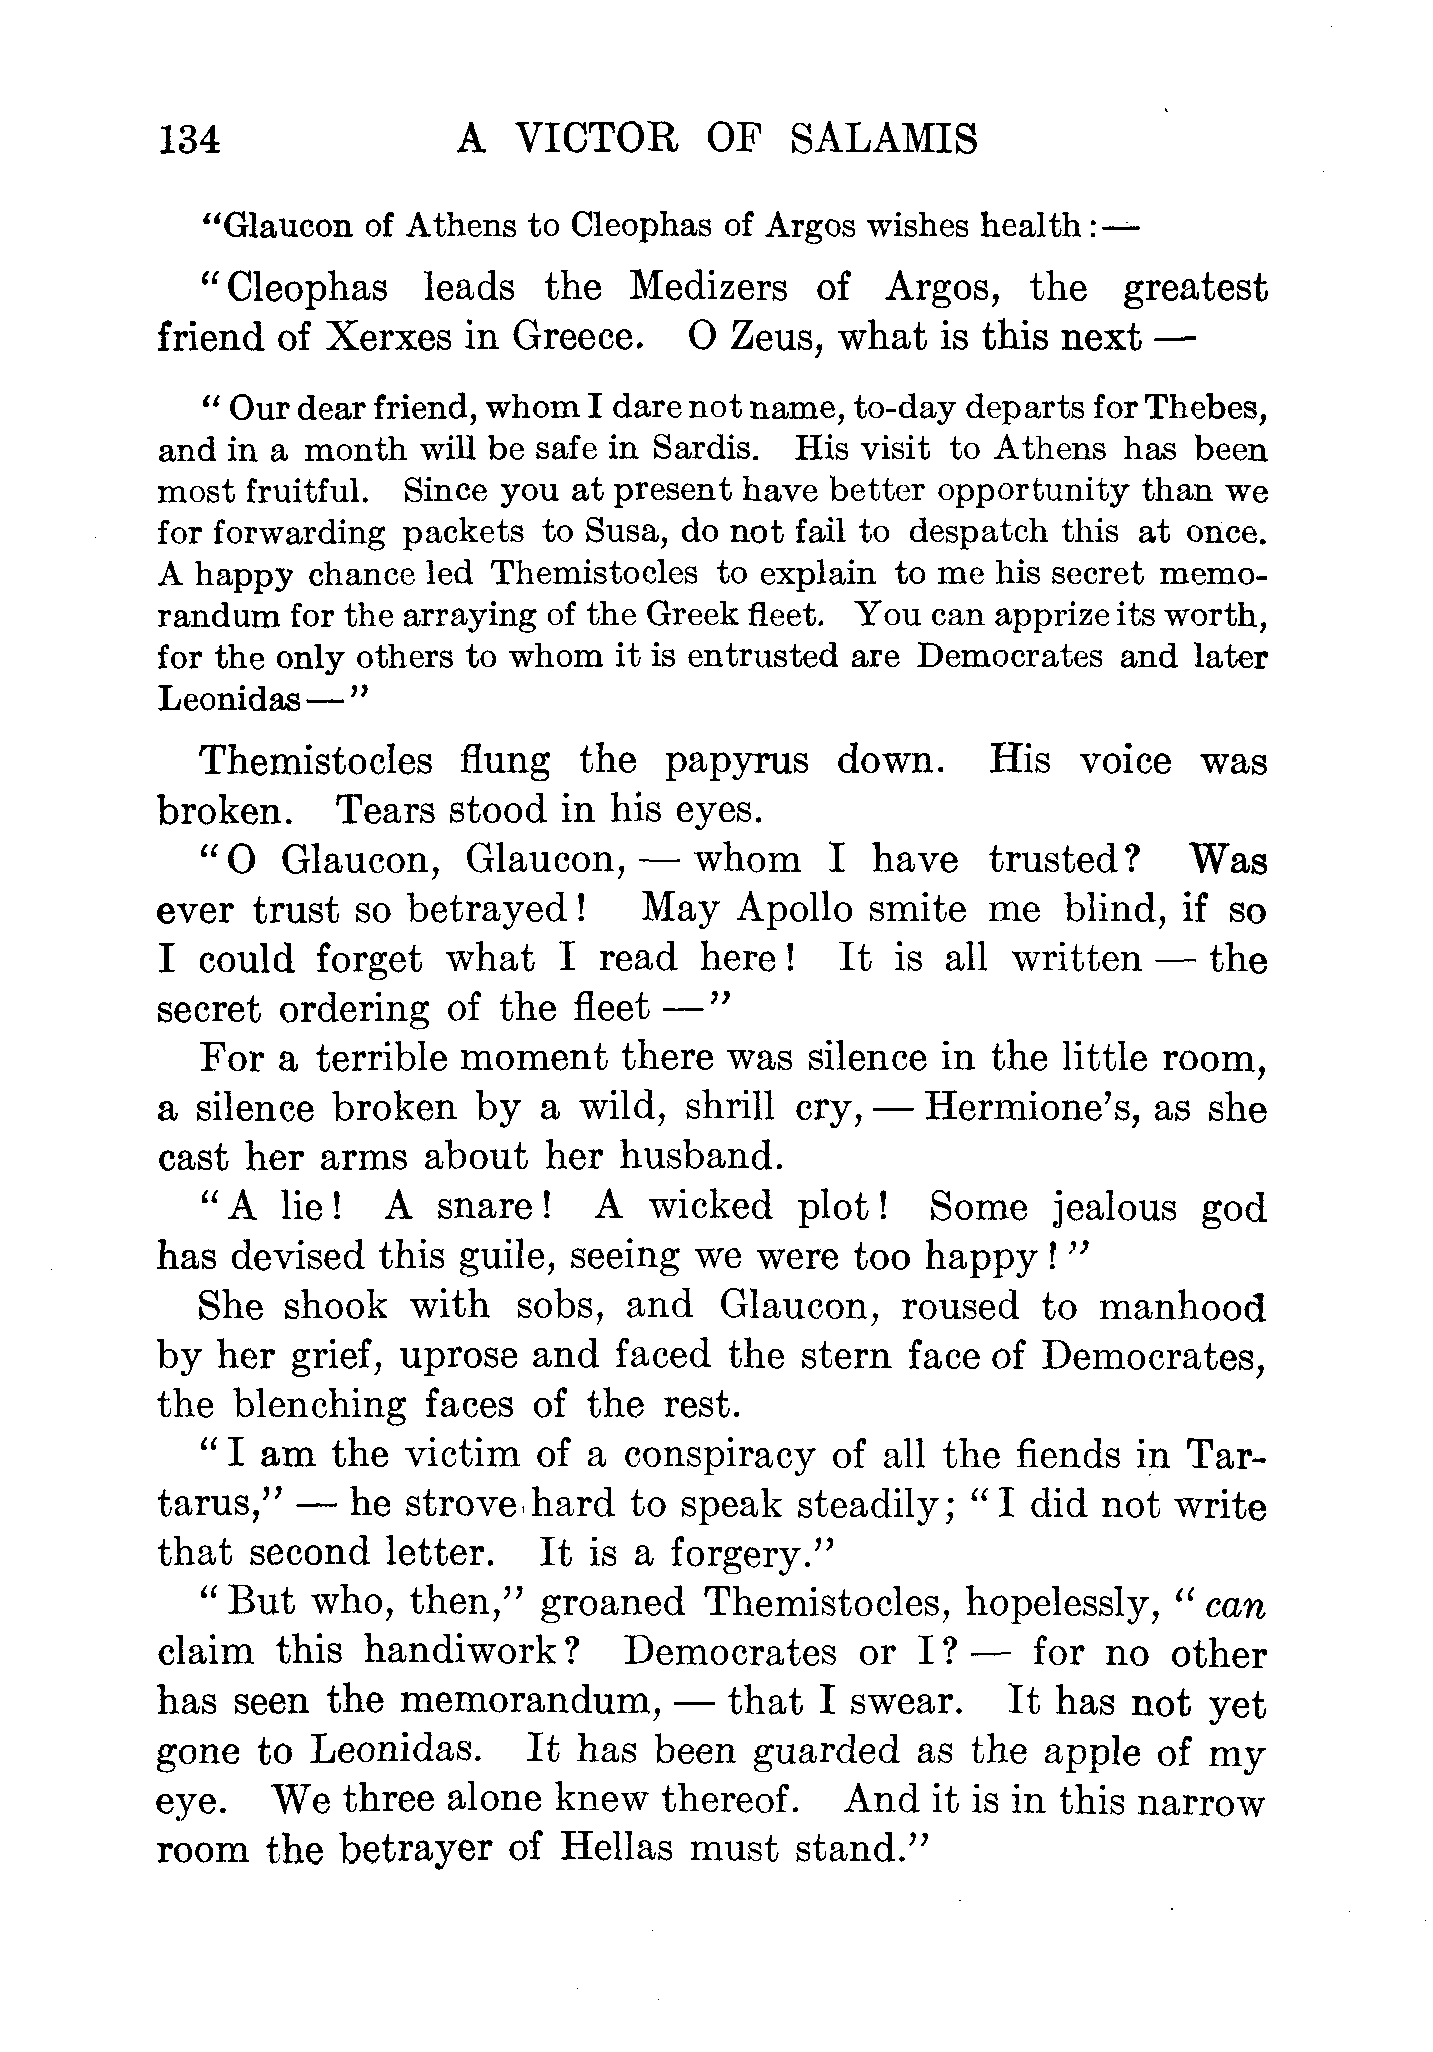 134 A VICTOR OF SALAMIS
“Glaucon of Athens to Cleophas of Argos wishes health:—
“Cleophas leads the Medizers of Argos, the greatest
friend of Xerxes in Greece. O Zeus, what is this next —
“Our dear friend, whom I dare not name, to-day departs for Thebes,
and in a month will be safe in Sardis. His visit to Athens has been
most fruitful. Since you at present have better opportunity than we
for forwarding packets to Susa, do not fail to despatch this at once.
A happy chance led Themistocles to explain to me his secret memo-
randum for the arraying of the Greek fleet. You can apprize its worth,
for the only others to whom it is entrusted are Democrates and later
Leonidas—”
Themistocles flung the papyrus down. His voice was
broken. Tears stood in his eyes.
“O Glaucon, Glaucon, — whom I have trusted? Was
ever trust so betrayed! May Apollo smite me blind, if so
I could forget what I read here! It is all written — the
secret ordering of the fleet —”
For a terrible moment there was silence in the little room,
a silence broken by a wild, shrill cry, — Hermione’s, as she
cast her arms about her husband.
“A lie! A snare! A wicked plot! Some jealous god
has devised this guile, seeing we were too happy!”
She shook with sobs, and Glaucon, roused to manhood
by her grief, uprose and faced the stern face of Democrates,
the blenching faces of the rest.
“I am the victim of a conspiracy of all the fiends in Tar-
tarus,” — he strove hard to speak steadily; “I did not write
that second letter. It is a forgery.”
“But who, then,” groaned Themistocles, hopelessly, “can
claim this handiwork? Democrates or I? — for no other
has seen the memorandum, — that I swear. It has not yet
gone to Leonidas. It has been guarded as the apple of my
eye. We three alone knew thereof. And it is in this narrow
room the betrayer of Hellas must stand.”